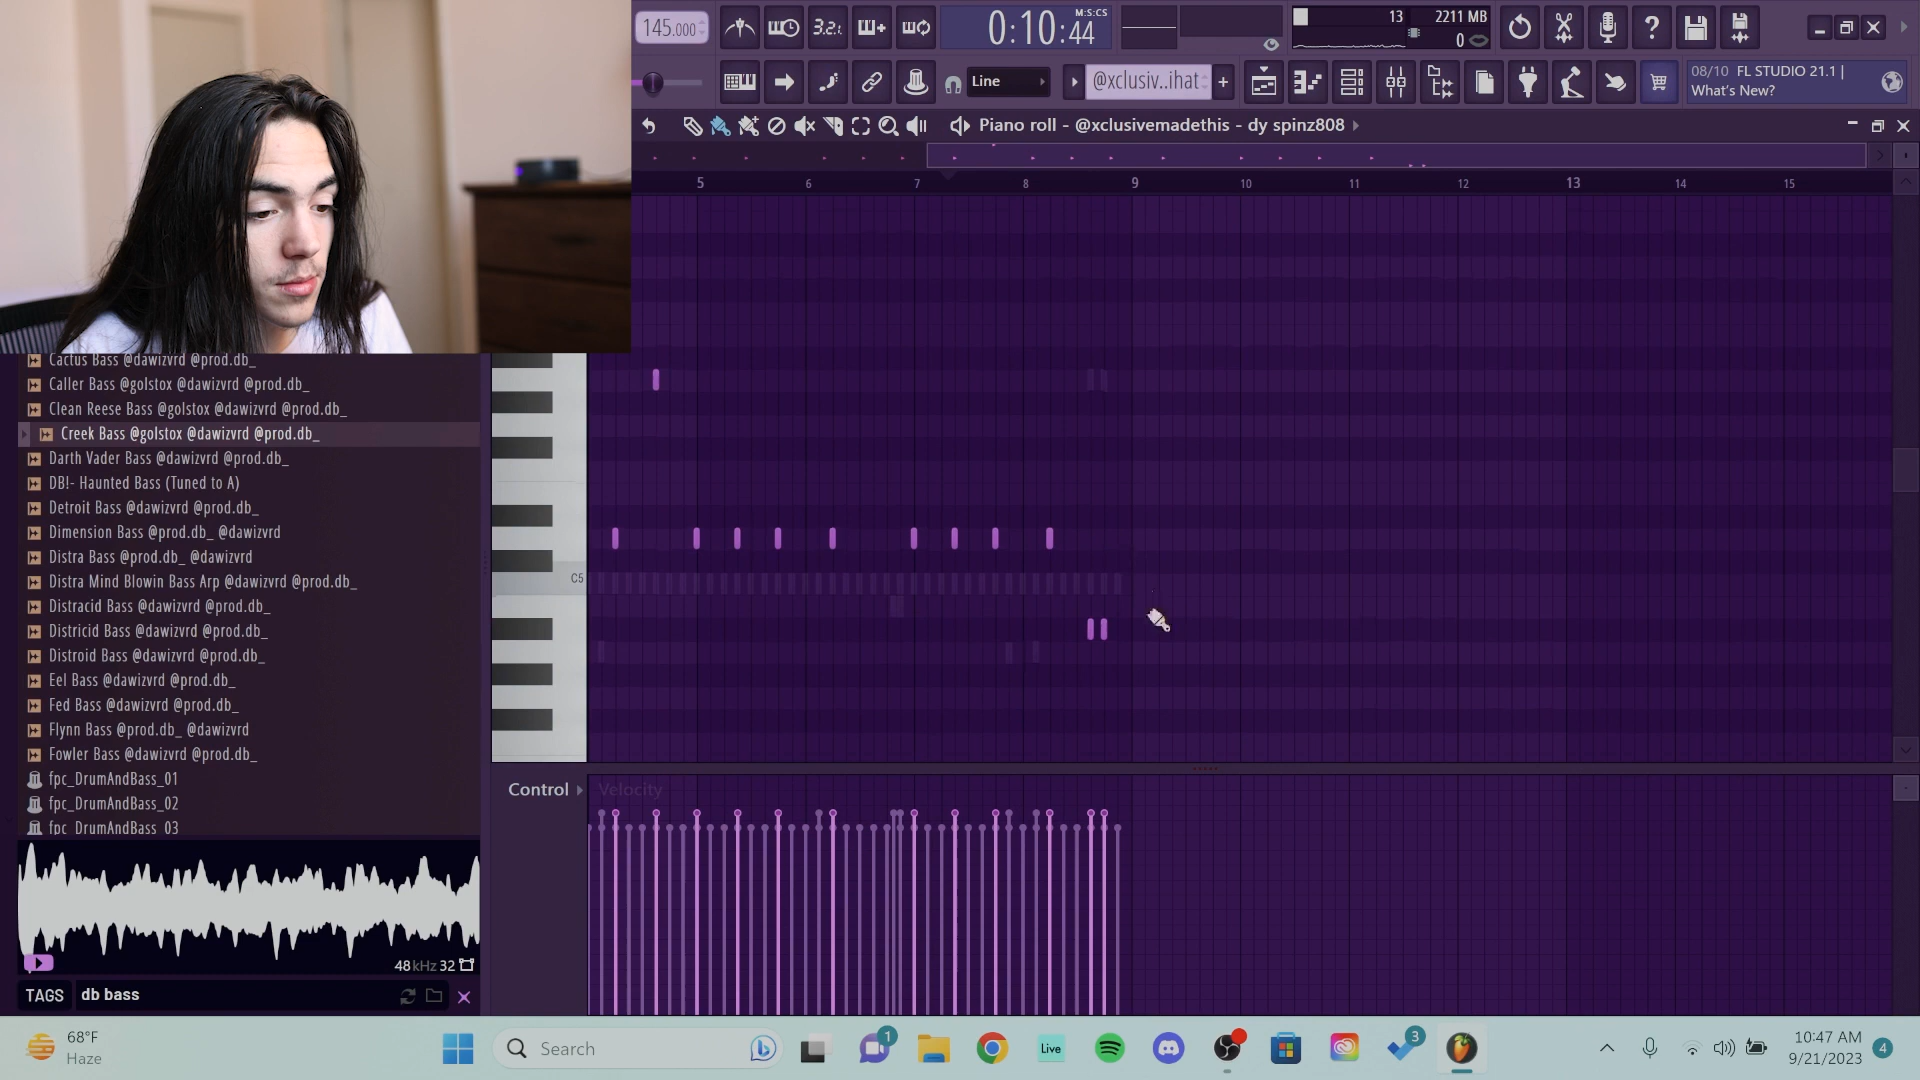 145.000
3.2.
0:10:44
M:S:CS
13
2211 MB
0
Line
@xclusiv..ihat
08/10 FL STUDIO 21.1 |
What's New?
Piano roll - @xclusivemadethis - dy spinz808
5 6 7 8 9 10 11 12 13 14 15
Cactus Bass @dawizvrd @prod.db_
Caller Bass @golstox @dawizvrd @prod.db_
Clean Reese Bass @golstox @dawizvrd @prod.db_
Creek Bass @golstox @dawizvrd @prod.db_
Darth Vader Bass @dawizvrd @prod.db_
DB!- Haunted Bass (Tuned to A)
Detroit Bass @dawizvrd @prod.db_
Dimension Bass @prod.db_ @dawizvrd
Distra Bass @prod.db_ @dawizvrd
Distra Mind Blowin Bass Arp @dawizvrd @prod.db_
Distracid Bass @dawizvrd @prod.db_
Districid Bass @dawizvrd @prod.db_
Distroid Bass @dawizvrd @prod.db_
Eel Bass @dawizvrd @prod.db_
Fed Bass @dawizvrd @prod.db_
Flynn Bass @prod.db_ @dawizvrd
Fowler Bass @dawizvrd @prod.db_
fpc_DrumAndBass_01
fpc_DrumAndBass_02
fpc_DrumAndBass_03
C5
Control
Velocity
48kHz 32
TAGS
db bass
68°F
Haze
Search
1
Live
3
10:47 AM
9/21/2023
4